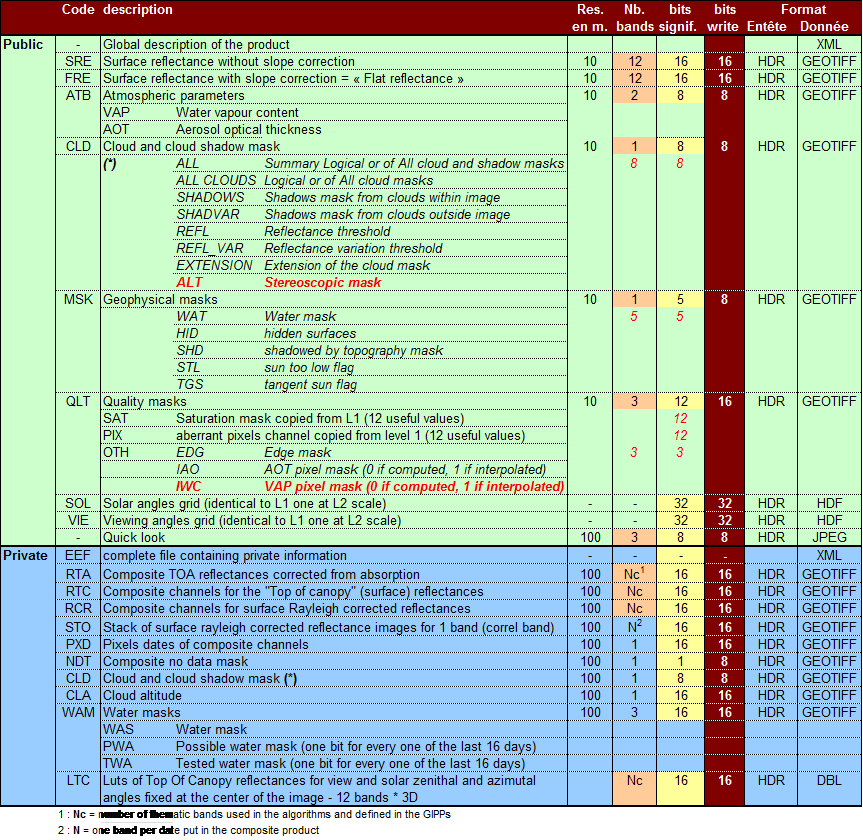 Code description Res. Nb. bits bits Format
en m. bands signif. write Entête Donnée
Public - Global description of the product XML
SRE Surface reflectance without slope correction 10 12 16 16 HDR GEOTIFF
FRE Surface reflectance with slope correction = « Flat reflectance » 10 12 16 16 HDR GEOTIFF
ATB Atmospheric parameters 10 2 8 8 HDR GEOTIFF
VAP Water vapour content
AOT Aerosol optical thickness
CLD Cloud and cloud shadow mask 10 1 8 8 HDR GEOTIFF
(*) ALL Summary Logical or of All cloud and shadow masks 8 8
ALL CLOUDS Logical or of All cloud masks
SHADOWS Shadows mask from clouds within image
SHADVAR Shadows mask from clouds outside image
REFL Reflectance threshold
REFL_VAR Reflectance variation threshold
EXTENSION Extension of the cloud mask
ALT Stereoscopic mask
MSK Geophysical masks 10 1 5 8 HDR GEOTIFF
WAT Water mask 5 5
HID hidden surfaces
SHD shadowed by topography mask
STL sun too low flag
TGS tangent sun flag
QLT Quality masks 10 3 12 16 HDR GEOTIFF
SAT Saturation mask copied from L1 (12 useful values) 12
PIX aberrant pixels channel copied from level 1 (12 useful values) 12
OTH EDG Edge mask 3 3
IAO AOT pixel mask (0 if computed, 1 if interpolated)
IWC VAP pixel mask (0 if computed, 1 if interpolated)
SOL Solar angles grid (identical to L1 one at L2 scale) - - 32 32 HDR HDF
VIE Viewing angles grid (identical to L1 one at L2 scale) - - 32 32 HDR HDF
- Quick look 100 3 8 8 HDR JPEG
Private EEF complete file containing private information - - - - XML
RTA Composite TOA reflectances corrected from absorption 100 Nc1 16 16 HDR GEOTIFF
RTC Composite channels for the "Top of canopy" (surface) reflectances 100 Nc 16 16 HDR GEOTIFF
RCR Composite channels for surface Rayleigh corrected reflectances 100 Nc 16 16 HDR GEOTIFF
STO Stack of surface rayleigh corrected reflectance images for 1 band (correl band) 100 N2 16 16 HDR GEOTIFF
PXD Pixels dates of composite channels 100 1 16 16 HDR GEOTIFF
NDT Composite no data mask 100 1 1 8 HDR GEOTIFF
CLD Cloud and cloud shadow mask (*) 100 1 8 8 HDR GEOTIFF
CLA Cloud altitude 100 1 16 16 HDR GEOTIFF
WAM Water masks 100 3 16 16 HDR GEOTIFF
WAS Water mask
PWA Possible water mask (one bit for every one of the last 16 days)
TWA Tested water mask (one bit for every one of the last 16 days)
LTC Luts of Top Of Canopy reflectances for view and solar zenithal and azimutal Nc 16 16 HDR DBL
angles fixed at the center of the image - 12 bands * 3D
1 : Nc = number of thematic bands used in the algorithms and defined in the GIPPs
2 : N = one band per date put in the composite product